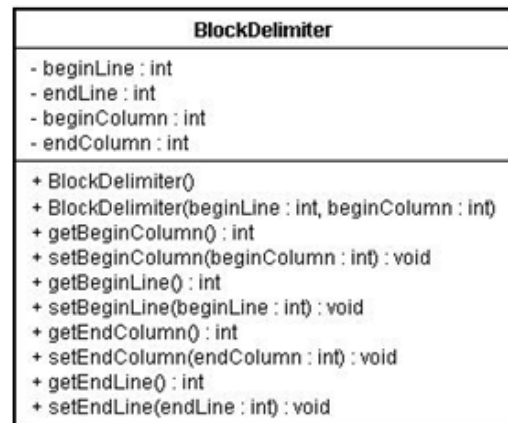 BlockDelimiter
- beginLine : int
- endLine : int
- beginColumn : int
- endColumn : int
+ BlockDelimiter()
+ BlockDelimiter(beginLine : int, beginColumn : int)
+ getBeginColumn() : int
+ setBeginColumn(beginColumn : int) : void
+ getBeginLine() : int
+ setBeginLine(beginLine : int) : void
+ getEndColumn() : int
+ setEndColumn(endColumn : int) : void
+ getEndLine() : int
+ setEndLine(endLine : int) : void